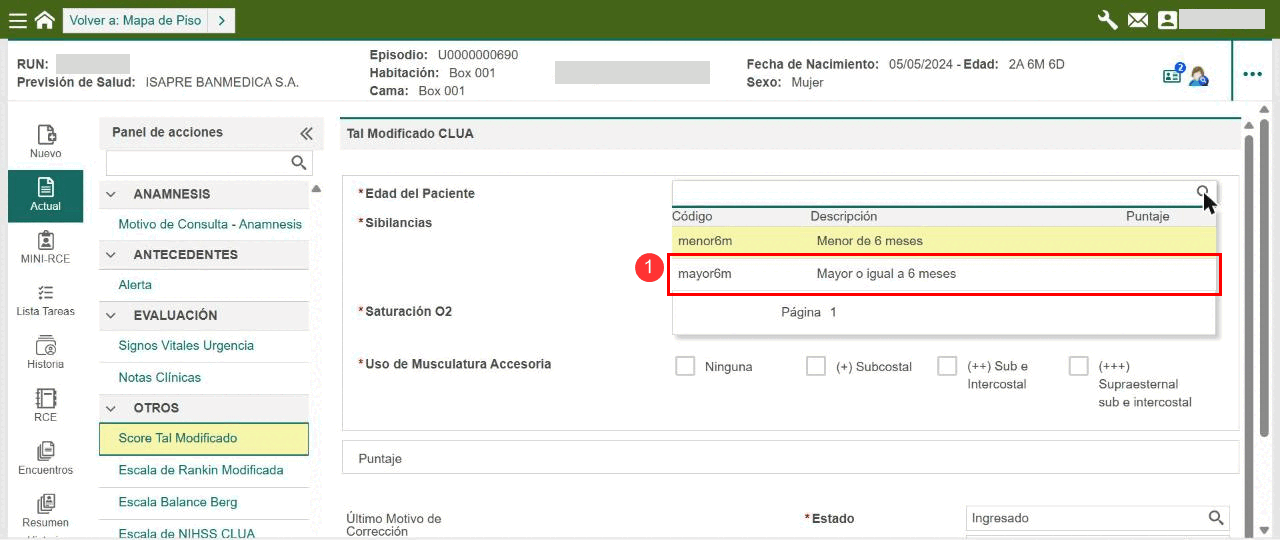 Volver a: Mapa de Piso
RUN:
Previsión de Salud: ISAPRE BANMEDICA S.A.
Episodio: U0000000690
Habitación: Box 001
Cama: Box 001
Fecha de Nacimiento: 05/05/2024 - Edad: 2A 6M 6D
Sexo: Mujer
2
Nuevo
Actual
MINI-RCE
Lista Tareas
Historia
RCE
Encuentros
Resumen
Panel de acciones
ANAMNESIS
Motivo de Consulta - Anamnesis
ANTECEDENTES
Alerta
EVALUACIÓN
Signos Vitales Urgencia
Notas Clínicas
OTROS
Score Tal Modificado
Escala de Rankin Modificada
Escala Balance Berg
Escala de NIHSS CLUA
Tal Modificado CLUA
*Edad del Paciente
*Sibilancias
Código Descripción Puntaje
menor6m Menor de 6 meses
1
mayor6m Mayor o igual a 6 meses
Página 1
*Saturación O2
*Uso de Musculatura Accesoria
Ninguna
(+) Subcostal
(++) Sub e
Intercostal
(+++)
Supraesternal
sub e intercostal
Puntaje
Último Motivo de
Corrección
*Estado
Ingresado